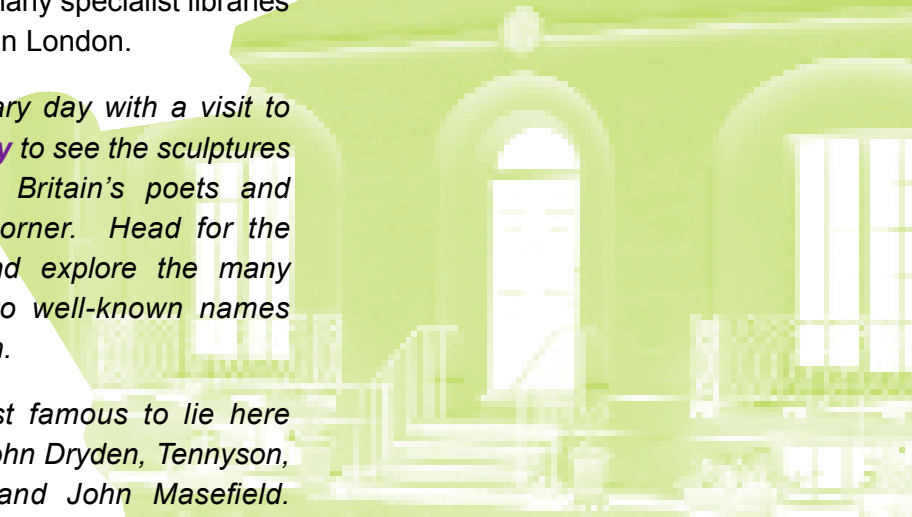 many specialist libraries
n London.
ary day with a visit to
y to see the sculptures
Britain's poets and
orner. Head for the
nd explore the many
o well-known names
n.
st famous to lie here
ohn Dryden, Tennyson,
and John Masefield.